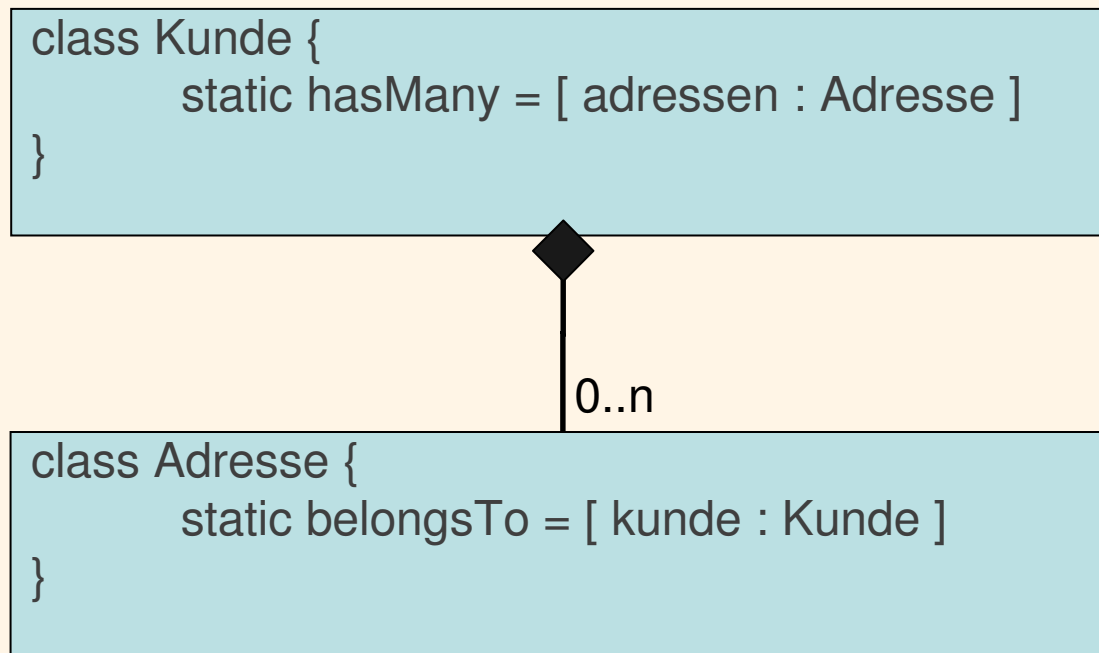 class Kunde {
static hasMany = [ adressen : Adresse ]
}
0..n
class Adresse {
static belongsTo = [ kunde : Kunde ]
}